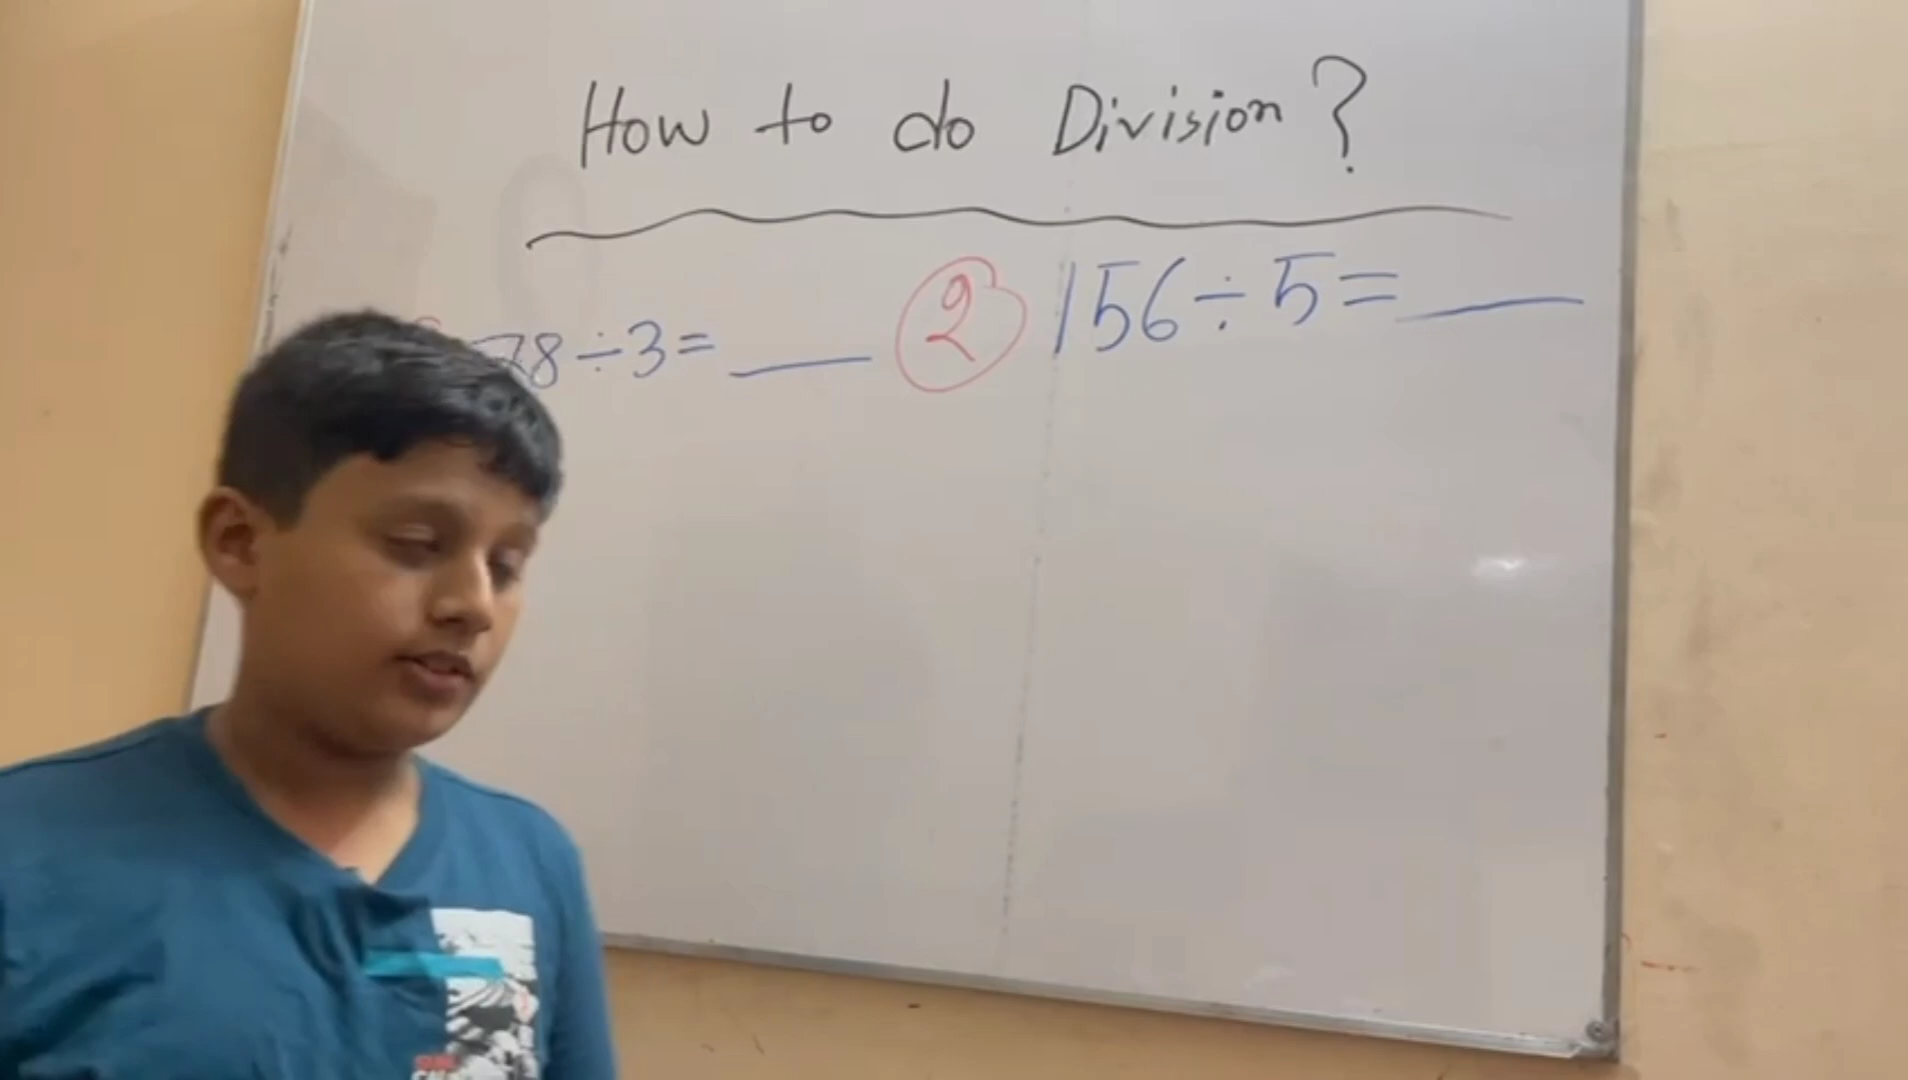 How to do Division?
78÷3= ___ 2 156÷5= ___